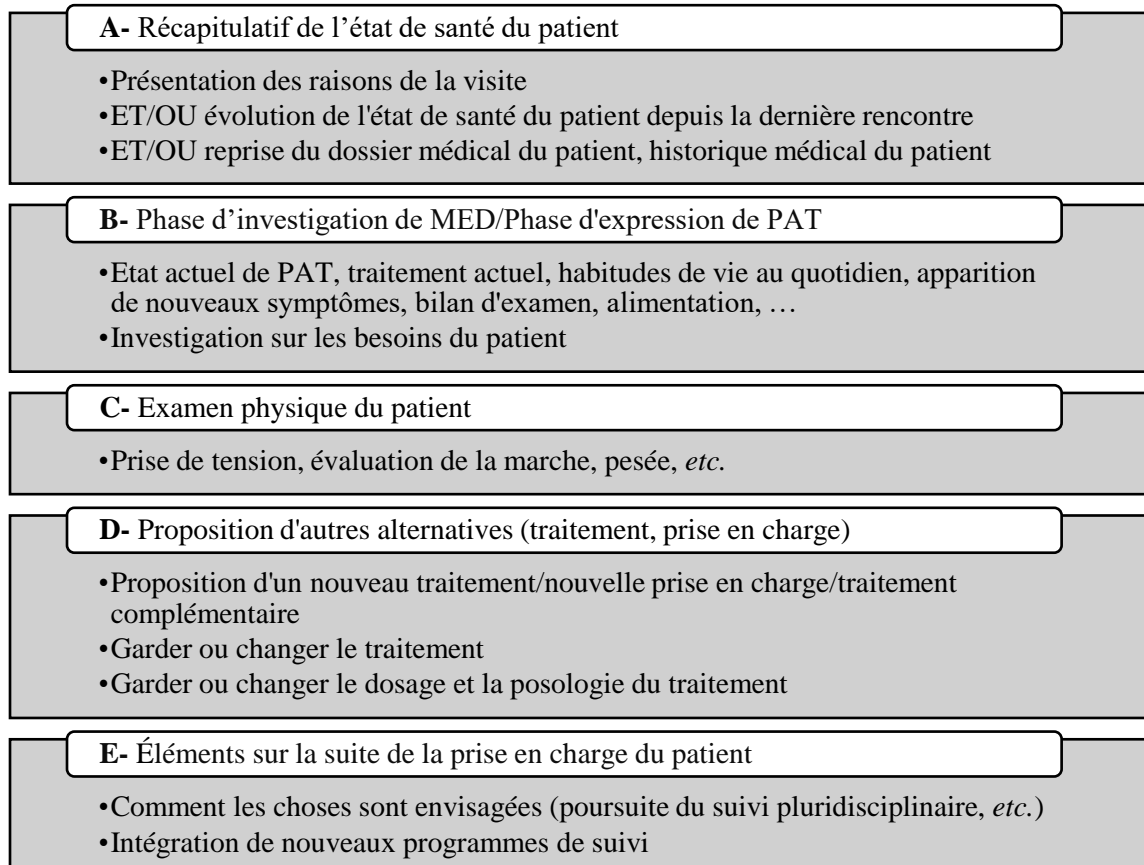 A- Récapitulatif de l’état de santé du patient
•Présentation des raisons de la visite
•ET/OU évolution de l'état de santé du patient depuis la dernière rencontre
•ET/OU reprise du dossier médical du patient, historique médical du patient
B- Phase d’investigation de MED/Phase d'expression de PAT
•Etat actuel de PAT, traitement actuel, habitudes de vie au quotidien, apparition
de nouveaux symptômes, bilan d'examen, alimentation, …
•Investigation sur les besoins du patient
C- Examen physique du patient
•Prise de tension, évaluation de la marche, pesée, etc.
D- Proposition d'autres alternatives (traitement, prise en charge)
•Proposition d'un nouveau traitement/nouvelle prise en charge/traitement
complémentaire
•Garder ou changer le traitement
•Garder ou changer le dosage et la posologie du traitement
E- Éléments sur la suite de la prise en charge du patient
•Comment les choses sont envisagées (poursuite du suivi pluridisciplinaire, etc.)
•Intégration de nouveaux programmes de suivi